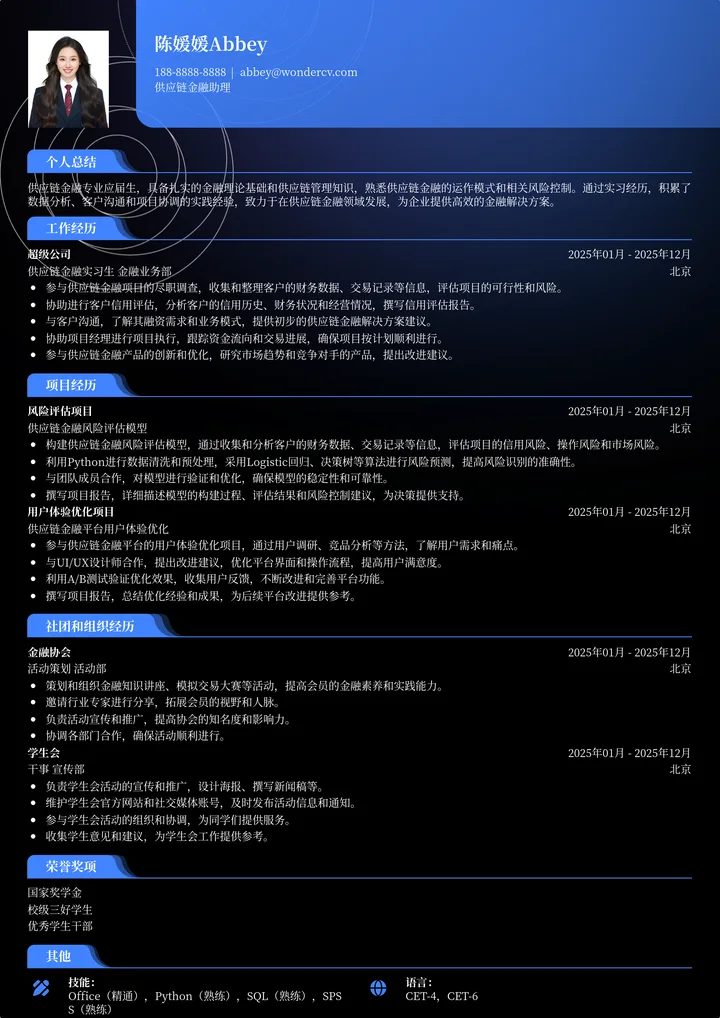 陈媛媛Abbey
188-8888-8888 | abbey@wondercv.com
供应链金融助理
个人总结
供应链金融专业应届生，具备扎实的金融理论基础和供应链管理知识，熟悉供应链金融的运作模式和相关风险控制。通过实习经历，积累了
数据分析、客户沟通和项目协调的实践经验，致力于在供应链金融领域发展，为企业提供高效的金融解决方案。
工作经历
超级公司 2025年01月 - 2025年12月
供应链金融实习生 金融业务部 北京
• 参与供应链金融项目的尽职调查，收集和整理客户的财务数据、交易记录等信息，评估项目的可行性和风险。
• 协助进行客户信用评估，分析客户的信用历史、财务状况和经营情况，撰写信用评估报告。
• 与客户沟通，了解其融资需求和业务模式，提供初步的供应链金融解决方案建议。
• 协助项目经理进行项目执行，跟踪资金流向和交易进展，确保项目按计划顺利进行。
• 参与供应链金融产品的创新和优化，研究市场趋势和竞争对手的产品，提出改进建议。
项目经历
风险评估项目 2025年01月 - 2025年12月
供应链金融风险评估模型 北京
• 构建供应链金融风险评估模型，通过收集和分析客户的财务数据、交易记录等信息，评估项目的信用风险、操作风险和市场风险。
• 利用Python进行数据清洗和预处理，采用Logistic回归、决策树等算法进行风险预测，提高风险识别的准确性。
• 与团队成员合作，对模型进行验证和优化，确保模型的稳定性和可靠性。
• 撰写项目报告，详细描述模型的构建过程、评估结果和风险控制建议，为决策提供支持。
用户体验优化项目 2025年01月 - 2025年12月
供应链金融平台用户体验优化 北京
• 参与供应链金融平台的用户体验优化项目，通过用户调研、竞品分析等方法，了解用户需求和痛点。
• 与UI/UX设计师合作，提出改进建议，优化平台界面和操作流程，提高用户满意度。
• 利用A/B测试验证优化效果，收集用户反馈，不断改进和完善平台功能。
• 撰写项目报告，总结优化经验和成果，为后续平台改进提供参考。
社团和组织经历
金融协会 2025年01月 - 2025年12月
活动策划 活动部 北京
• 策划和组织金融知识讲座、模拟交易大赛等活动，提高会员的金融素养和实践能力。
• 邀请行业专家进行分享，拓展会员的视野和人脉。
• 负责活动宣传和推广，提高协会的知名度和影响力。
• 协调各部门合作，确保活动顺利进行。
学生会 2025年01月 - 2025年12月
干事 宣传部 北京
• 负责学生会活动的宣传和推广，设计海报、撰写新闻稿等。
• 维护学生会官方网站和社交媒体账号，及时发布活动信息和通知。
• 参与学生会活动的组织和协调，为同学们提供服务。
• 收集学生意见和建议，为学生会工作提供参考。
荣誉奖项
国家奖学金
校级三好学生
优秀学生干部
其他
技能：
Office（精通）, Python（熟练）, SQL（熟练）, SPS
S（熟练）
语言：
CET-4, CET-6